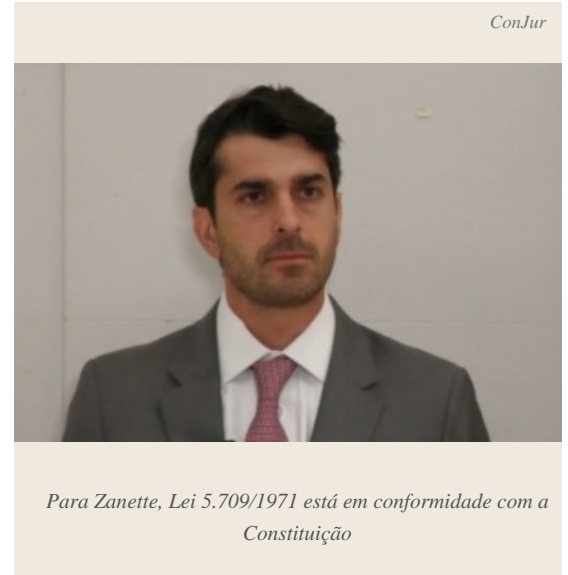 ConJur
Para Zanette, Lei 5.709/1971 está em conformidade com a
Constituição